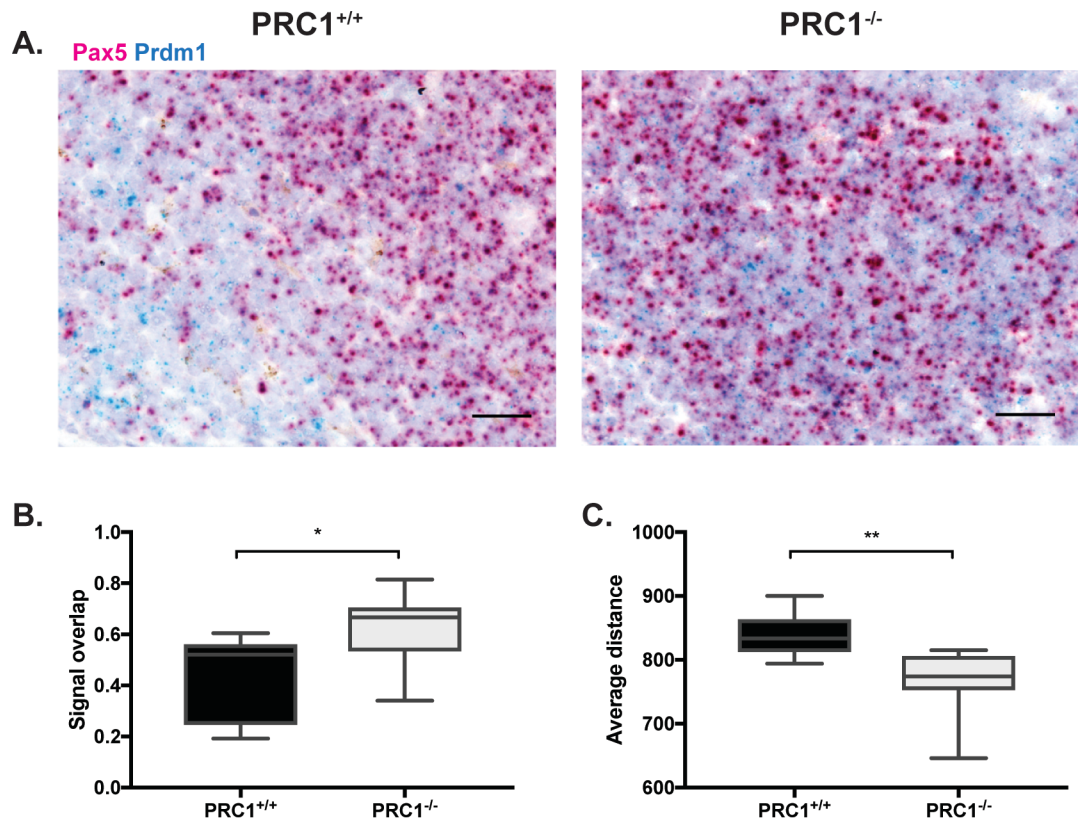 PRC1+/+
PRC1-/-
A.
Pax5 Prdm1
B.
1.0
0.8
0.6
0.4
0.2
0.0
Signal overlap
*
PRC1+/+
PRC1-/-
C.
1000
900
800
700
600
Average distance
**
PRC1+/+
PRC1-/-